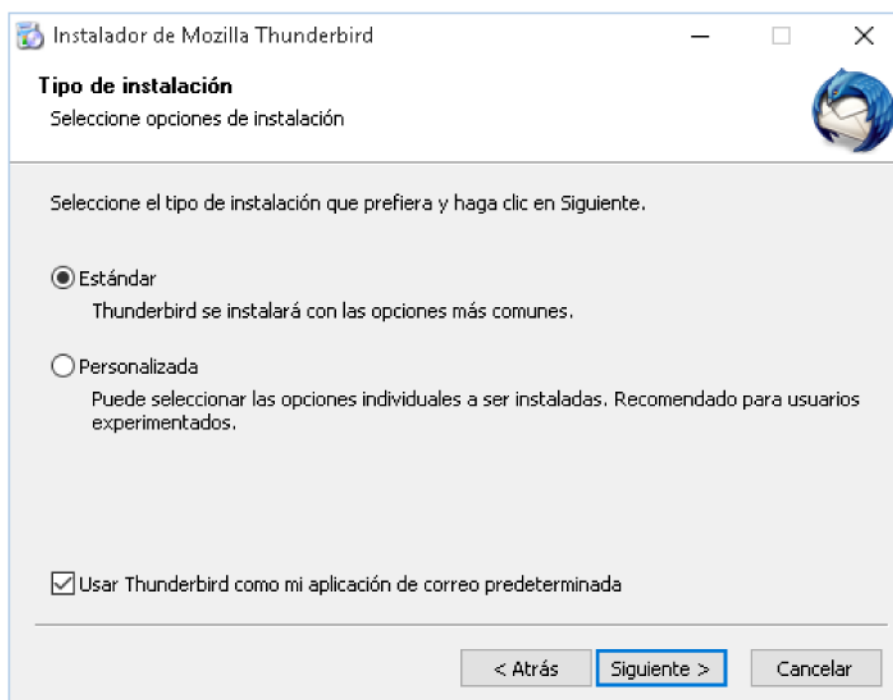 Instalador de Mozilla Thunderbird
Tipo de instalación
Seleccione opciones de instalación
Seleccione el tipo de instalación que prefiera y haga clic en Siguiente.
Estándar
Thunderbird se instalará con las opciones más comunes.
Personalizada
Puede seleccionar las opciones individuales a ser instaladas. Recomendado para usuarios
experimentados.
Usar Thunderbird como mi aplicación de correo predeterminada
< Atrás
Siguiente >
Cancelar